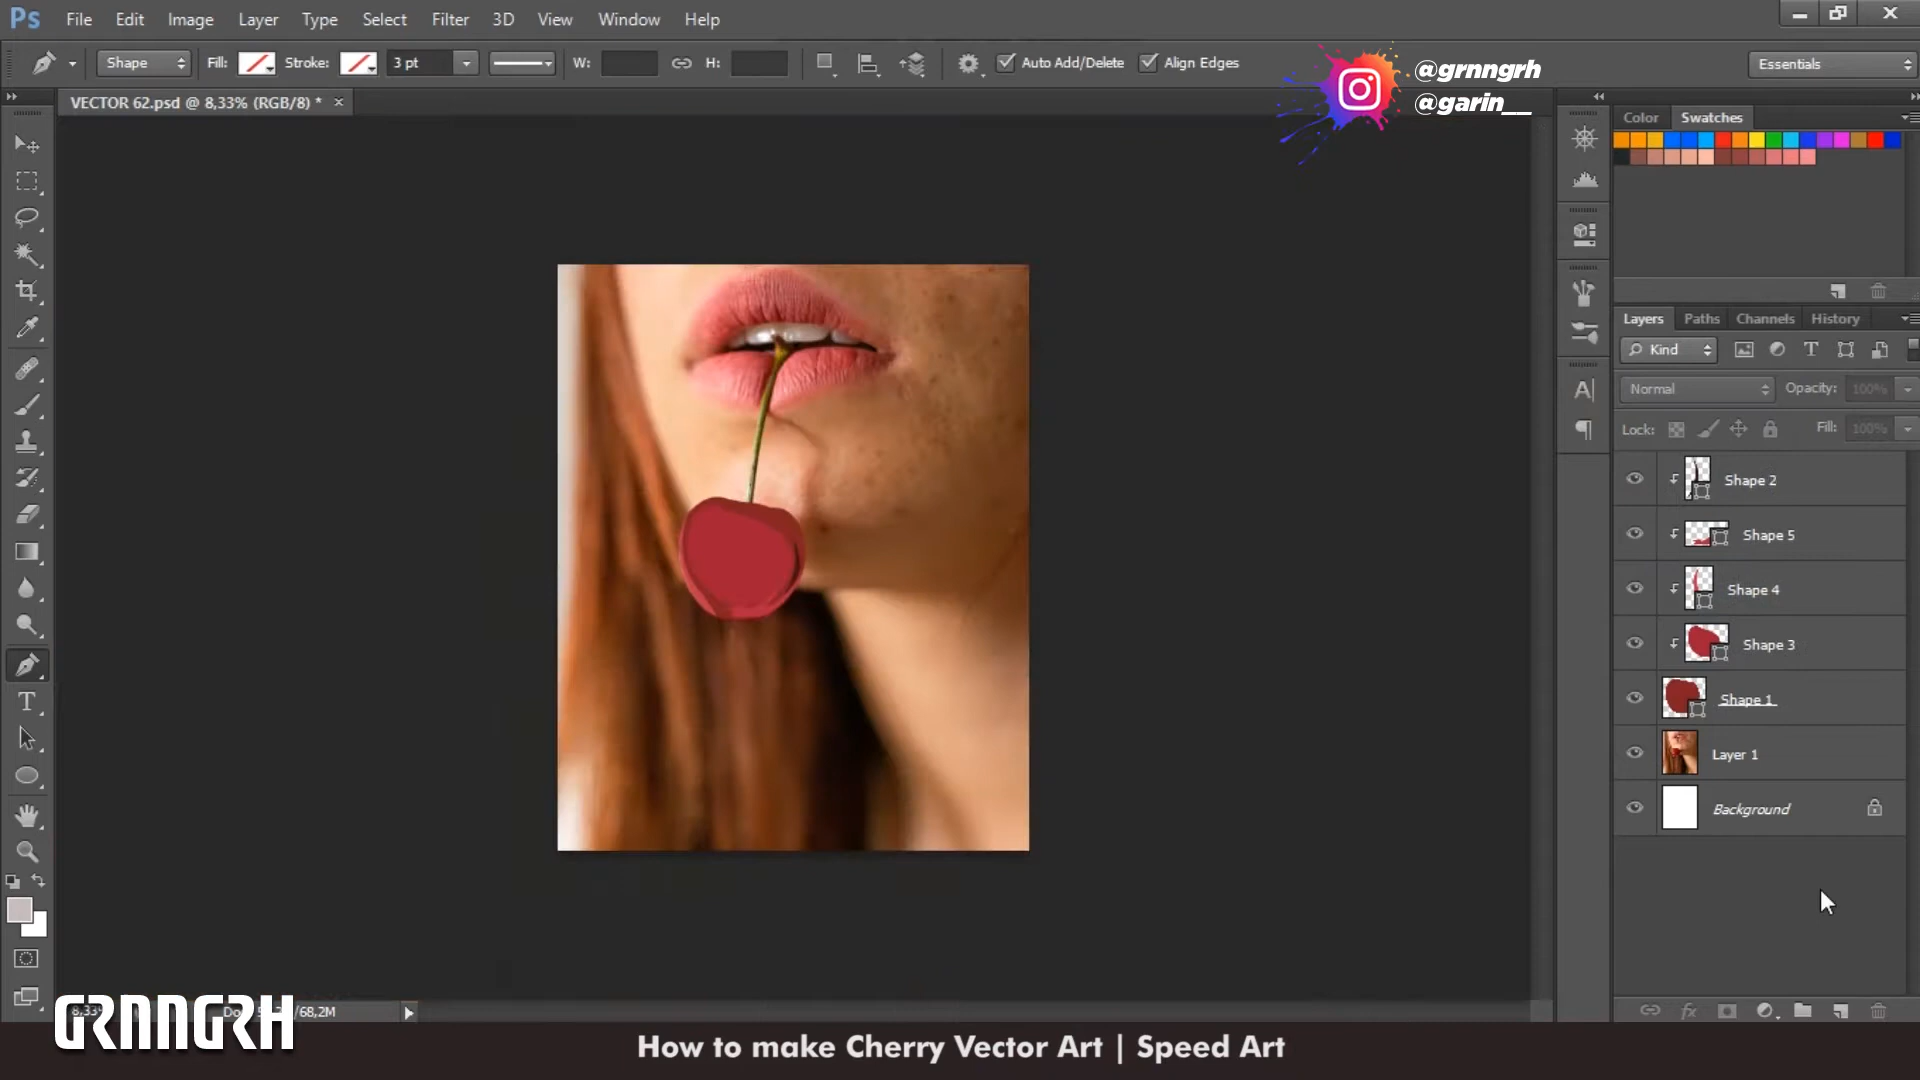 Ps File Edit Image Layer Type Select Filter 3D View Window Help
Shape Fill: Stroke: 3 pt W: H: Auto Add/Delete Align Edges Essentials
@grnngrh
@garin__
VECTOR 62.psd @ 8,33% (RGB/8) *
Color Swatches
Layers Paths Channels History
Kind
Normal Opacity: 100%
Lock: Fill: 100%
Shape 2
Shape 5
Shape 4
Shape 3
Shape 1
Layer 1
Background
/68,2M
GRNNGRH
How to make Cherry Vector Art | Speed Art